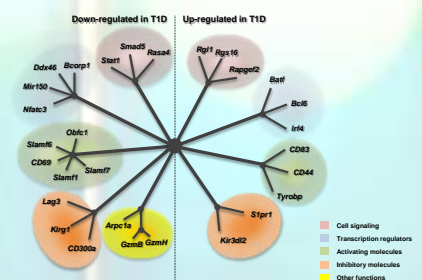 Down-regulated in T1D
Up-regulated in T1D
Smad5
Rasa4
Stat1
Rgl1
Rgs16
Rapgef2
Ddx46
Bcorp1
Mir150
Nfatc3
Batf
Bcl6
Irf4
Obfc1
Slamf6
CD69
Slamf1
Slamf7
CD83
CD44
Tyrobp
Lag3
Klrg1
CD300a
Arpc1a
GzmB
GzmH
S1pr1
Kir3dl2
Cell signaling
Transcription regulators
Activating molecules
Inhibitory molecules
Other functions